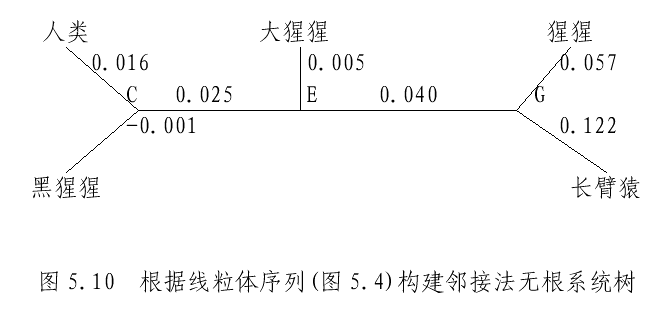 人类 大猩猩 猩猩
0.016 0.005 0.057
C 0.025 E 0.040 G
-0.001 0.122
黑猩猩 长臂猿
图 5.10 根据线粒体序列(图 5.4)构建邻接法无根系统树